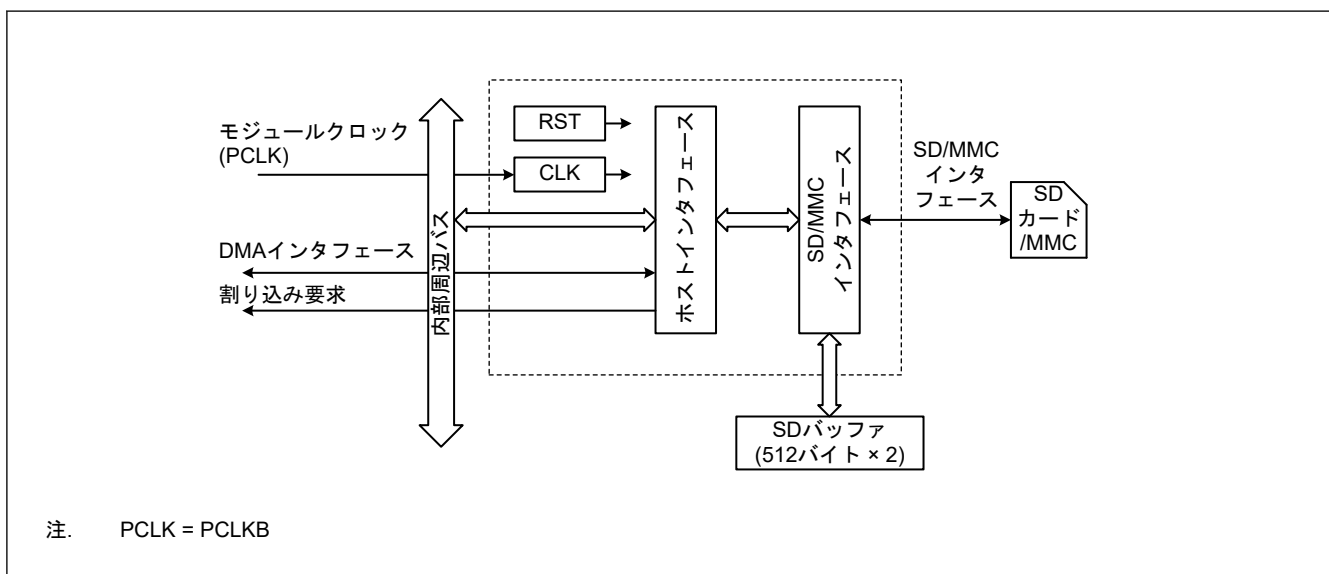 モジュールクロック
(PCLK)
DMAインタフェース
割り込み要求
内部周辺バス
RST
CLK
ホストインタフェース
SD/MMC
インタフェース
SD/MMC
インタ
フェース
SD
カード
/MMC
SDバッファ
(512バイト × 2)
注. PCLK = PCLKB